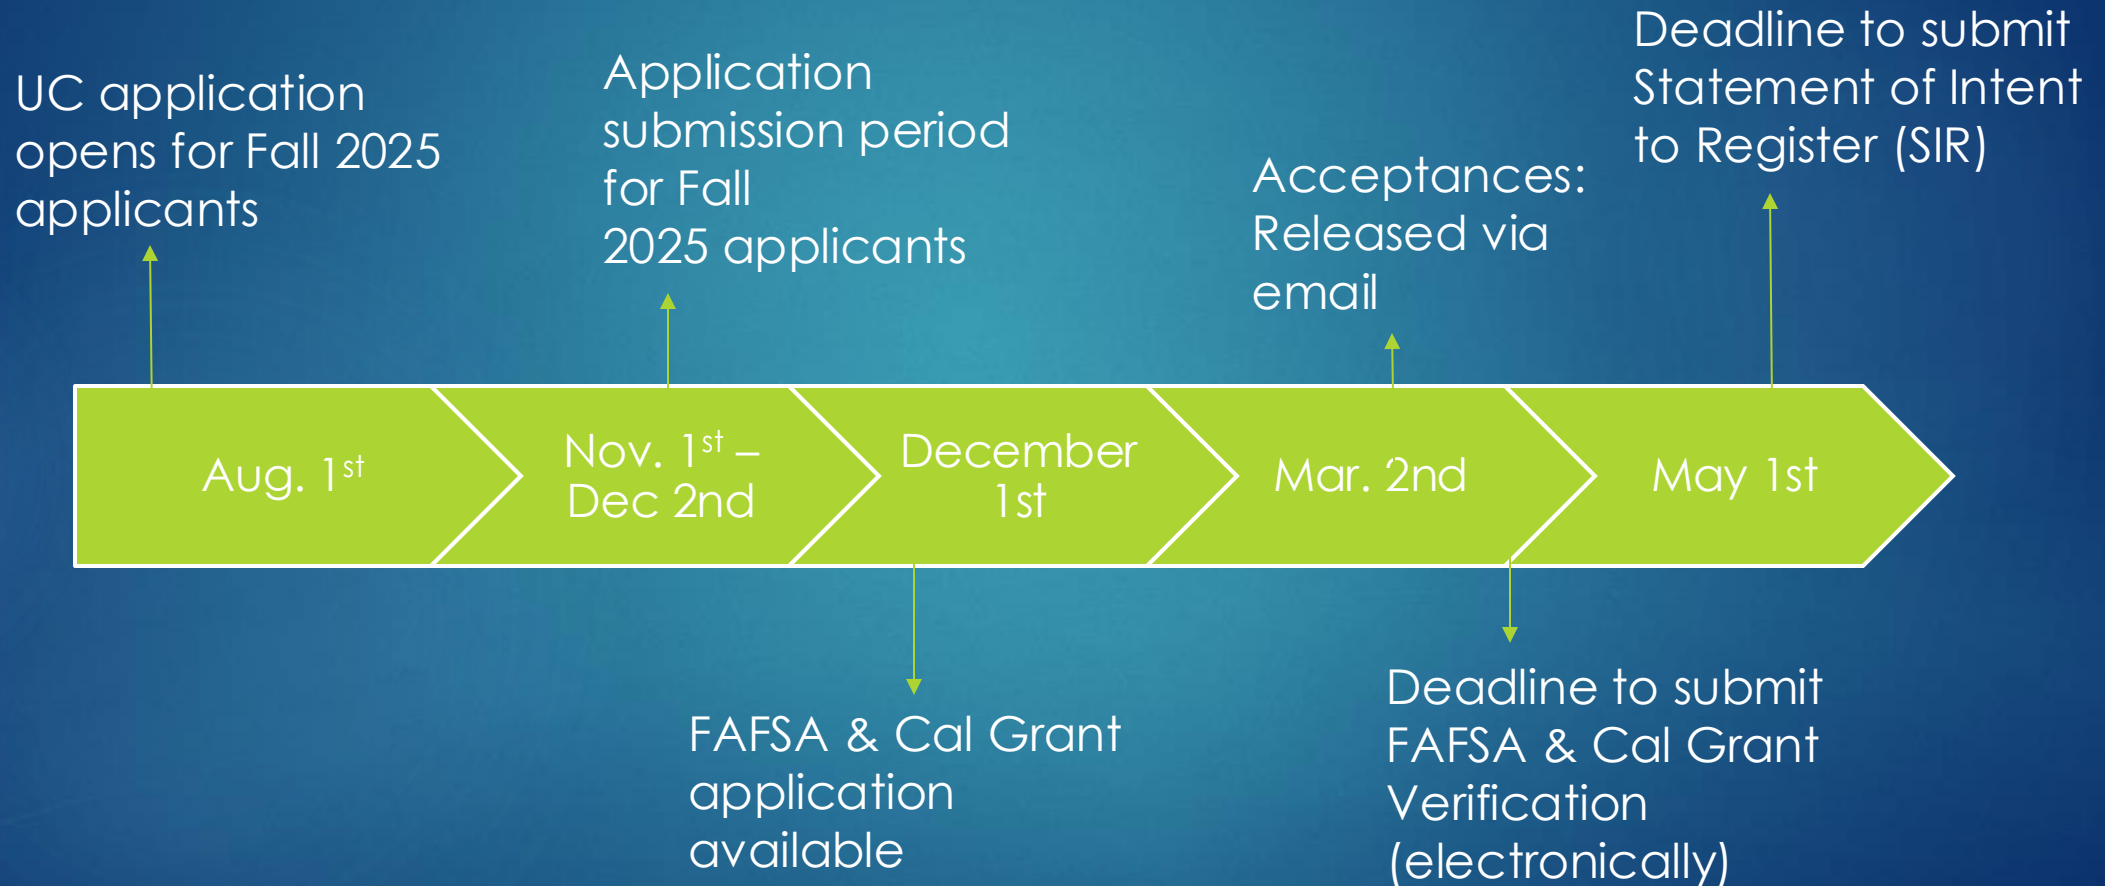 UC application
opens for Fall 2025
applicants
Application
submission period
for Fall
2025 applicants
Acceptances:
Released via
email
Deadline to submit
Statement of Intent
to Register (SIR)
Aug. 1st
Nov. 1st –
Dec 2nd
December
1st
Mar. 2nd
May 1st
FAFSA & Cal Grant
application
available
Deadline to submit
FAFSA & Cal Grant
Verification
(electronically)